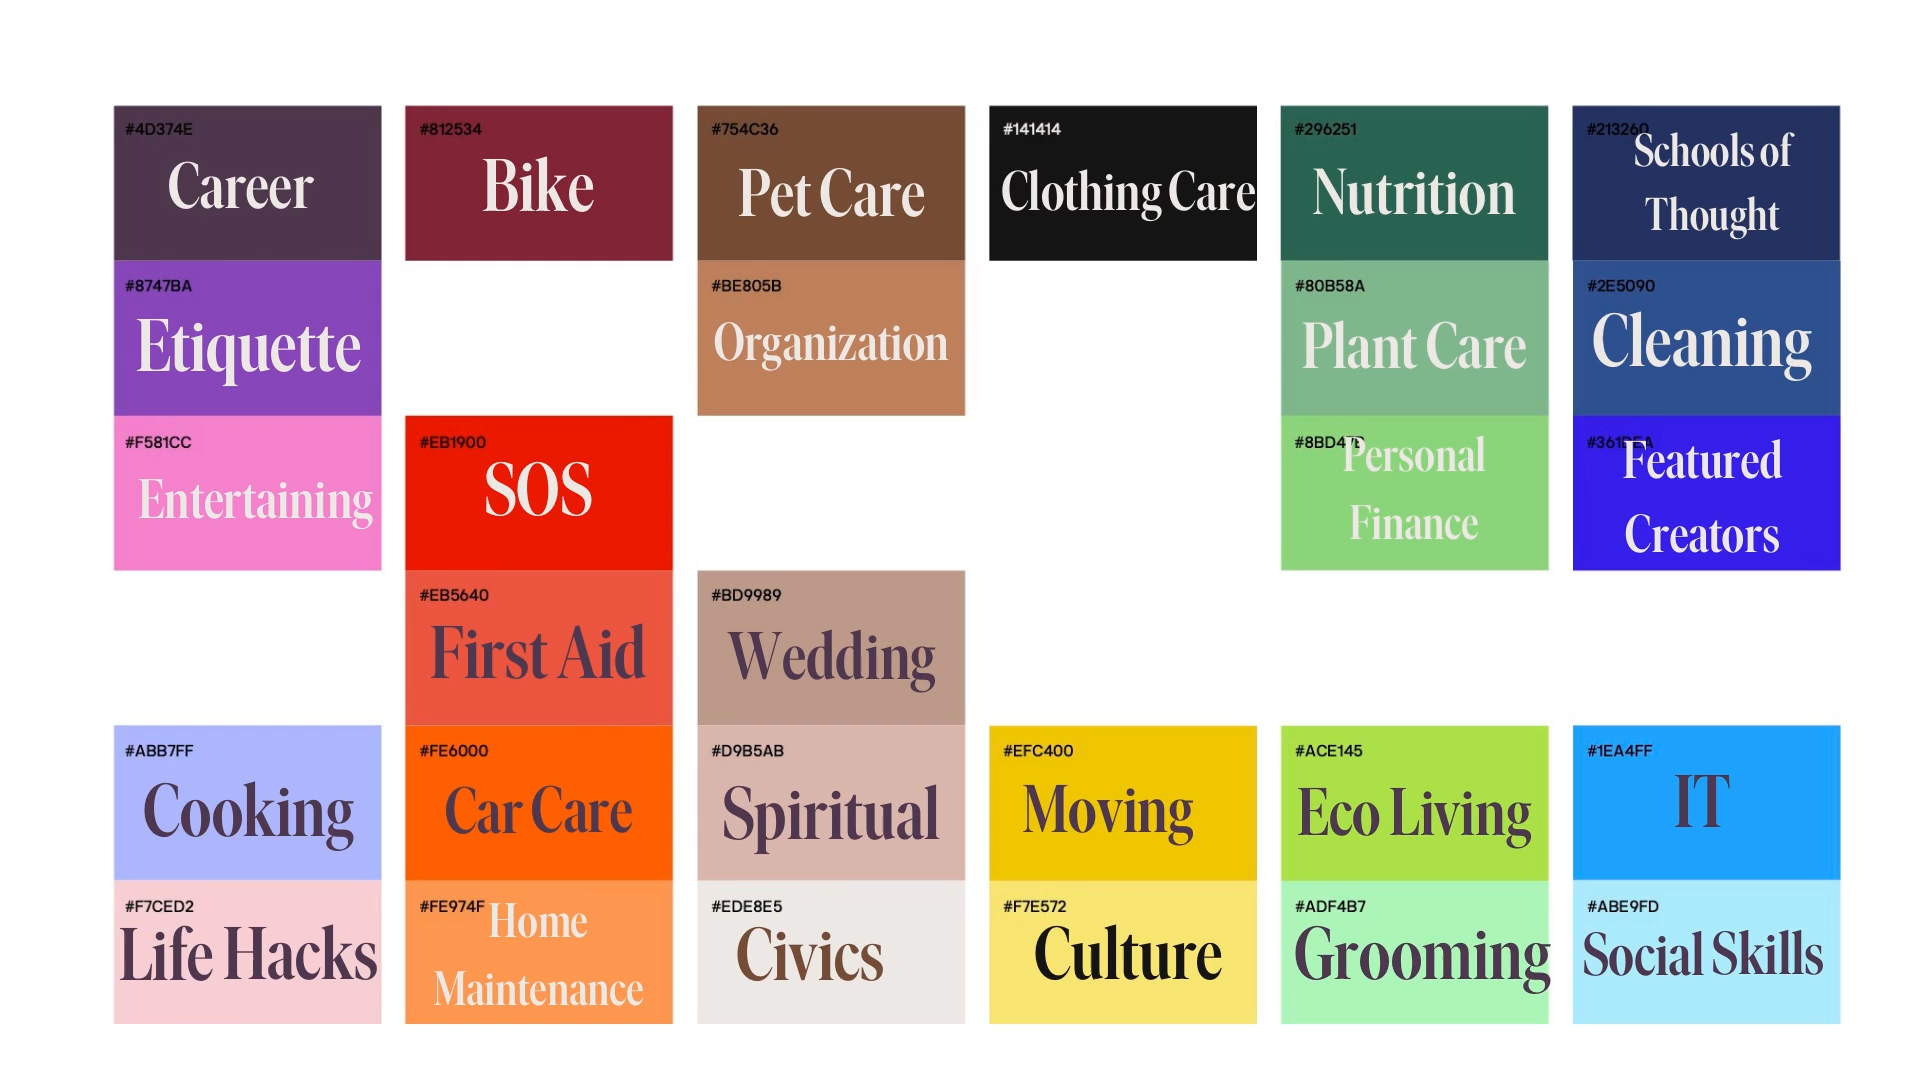 #4D374E
Career
#812534
Bike
#754C36
Pet Care
#141414
Clothing Care
#296251
Nutrition
#213260
Schools of
Thought
#8747BA
Etiquette
#BE805B
Organization
#80B58A
Plant Care
#2E5090
Cleaning
#F581CC
Entertaining
#EB1900
SOS
#8BD47B
Personal
Finance
#361DEA
Featured
Creators
#EB5640
First Aid
#BD9989
Wedding
#ABB7FF
Cooking
#FE6000
Car Care
#D9B5AB
Spiritual
#EFC400
Moving
#ACE145
Eco Living
#1EA4FF
IT
#F7CED2
Life Hacks
#FE974F
Home
Maintenance
#EDE8E5
Civics
#F7E572
Culture
#ADF4B7
Grooming
#ABE9FD
Social Skills